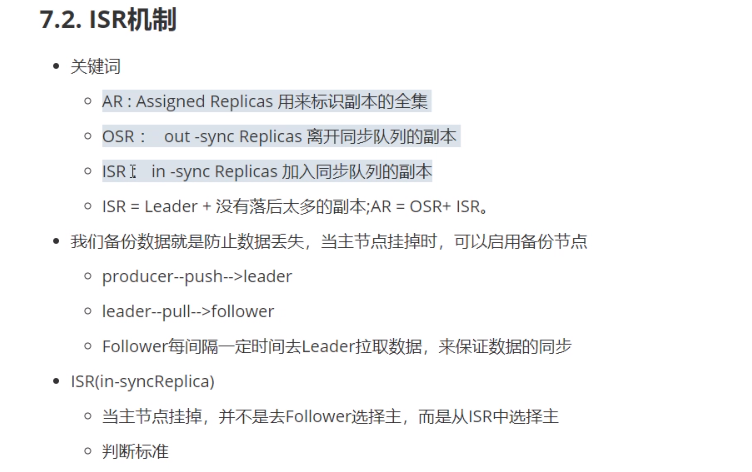 7.2. ISR机制
关键词
AR : Assigned Replicas 用来标识副本的全集
OSR ： out -sync Replicas 离开同步队列的副本
ISR ： in -sync Replicas 加入同步队列的副本
ISR = Leader + 没有落后太多的副本;AR = OSR+ ISR。
我们备份数据就是防止数据丢失，当主节点挂掉时，可以启用备份节点
producer--push-->leader
leader--pull-->follower
Follower每间隔一定时间去Leader拉取数据，来保证数据的同步
ISR(in-syncReplica)
当主节点挂掉，并不是去Follower选择主，而是从ISR中选择主
判断标准